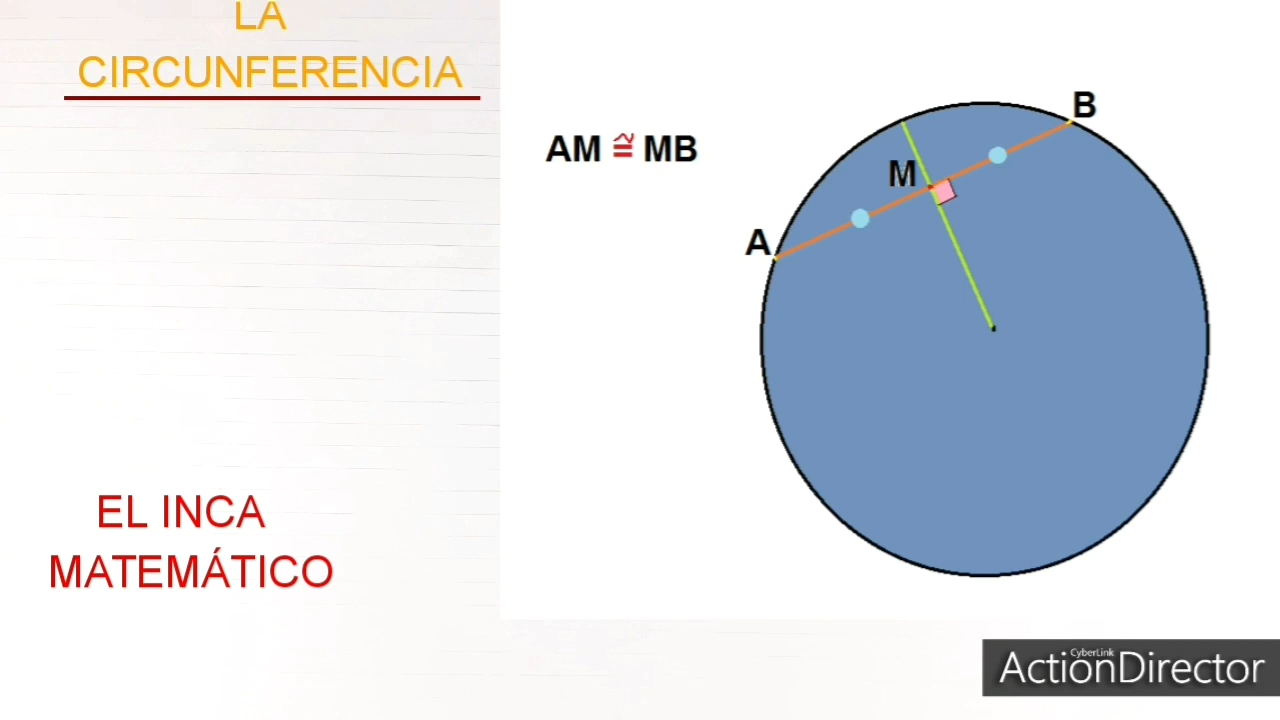 LA
CIRCUNFERENCIA
AM ≅ MB
B
M
A
EL INCA
MATEMÁTICO
CyberLink
ActionDirector